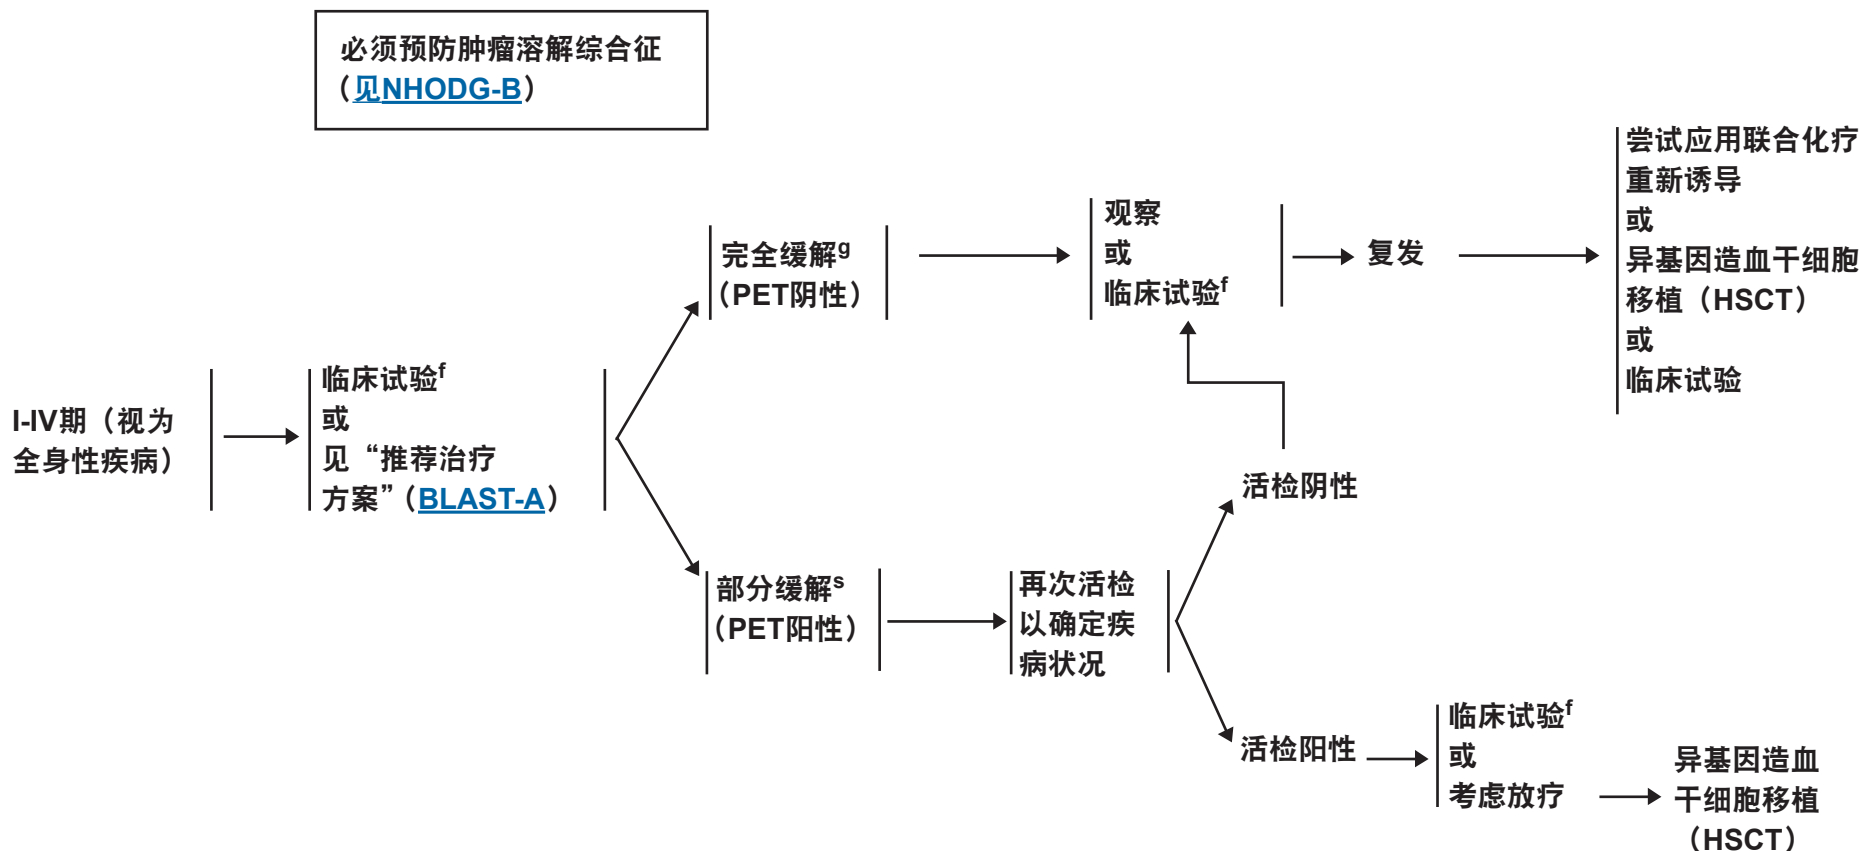 必须预防肿瘤溶解综合征
（见NHODG-B）
I-IV期（视为
全身性疾病）
临床试验f
或
见“推荐治疗
方案”（BLAST-A）
完全缓解g
（PET阴性）
观察
或
临床试验f
复发
尝试应用联合化疗
重新诱导
或
异基因造血干细胞
移植（HSCT）
或
临床试验
部分缓解s
（PET阳性）
再次活检
以确定疾
病状况
活检阴性
活检阳性
临床试验f
或
考虑放疗
异基因造血
干细胞移植
（HSCT）